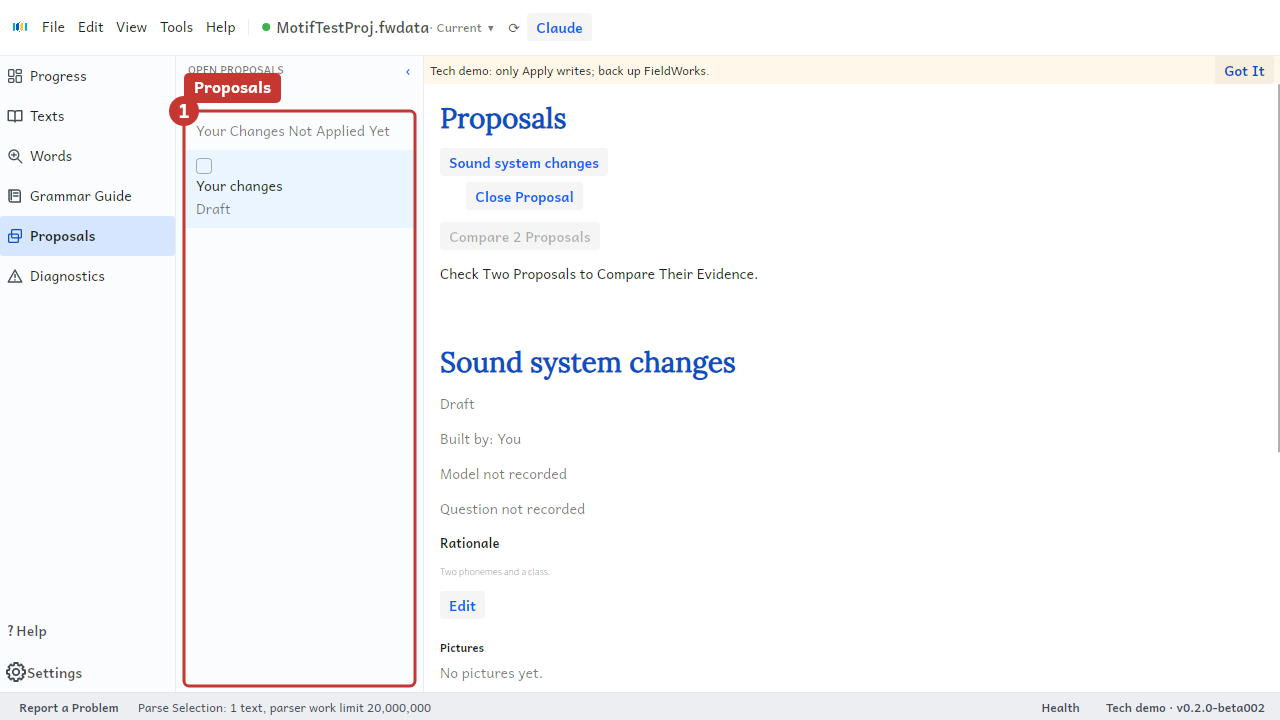 File Edit View Tools Help
MotifTestProj.fwdata · Current ▾ ⟳ Claude
Progress
Texts
Words
Grammar Guide
Proposals
Diagnostics
? Help
Settings
OPEN PROPOSALS ‹
Proposals
1
Your Changes Not Applied Yet
Your changes
Draft
Tech demo: only Apply writes; back up FieldWorks.
Got It
Proposals
Sound system changes
Close Proposal
Compare 2 Proposals
Check Two Proposals to Compare Their Evidence.
Sound system changes
Draft
Built by: You
Model not recorded
Question not recorded
Rationale
Two phonemes and a class.
Edit
Pictures
No pictures yet.
Report a Problem
Parse Selection: 1 text, parser work limit 20,000,000
Health
Tech demo · v0.2.0-beta002